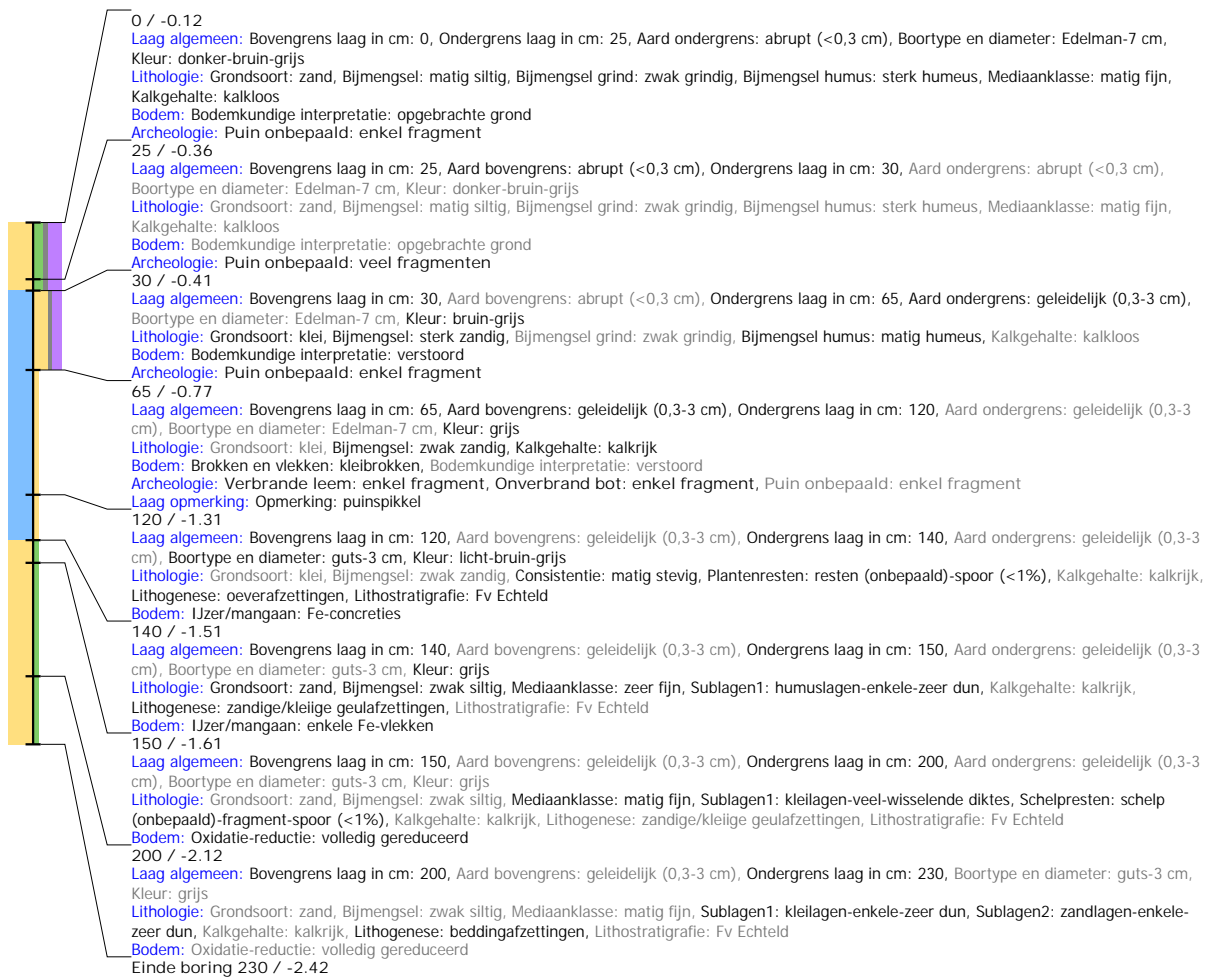 0 / -0.12
Laag algemeen: Bovengrens laag in cm: 0, Ondergrens laag in cm: 25, Aard ondergrens: abrupt (<0,3 cm), Boortype en diameter: Edelman-7 cm,
Kleur: donker-bruin-grijs
Lithologie: Grondsoort: zand, Bijmengsel: matig siltig, Bijmengsel grind: zwak grindig, Bijmengsel humus: sterk humeus, Mediaanklasse: matig fijn,
Kalkgehalte: kalkloos
Bodem: Bodemkundige interpretatie: opgebrachte grond
Archeologie: Puin onbepaald: enkel fragment
25 / -0.36
Laag algemeen: Bovengrens laag in cm: 25, Aard bovengrens: abrupt (<0,3 cm), Ondergrens laag in cm: 30, Aard ondergrens: abrupt (<0,3 cm),
Boortype en diameter: Edelman-7 cm, Kleur: donker-bruin-grijs
Lithologie: Grondsoort: zand, Bijmengsel: matig siltig, Bijmengsel grind: zwak grindig, Bijmengsel humus: sterk humeus, Mediaanklasse: matig fijn,
Kalkgehalte: kalkloos
Bodem: Bodemkundige interpretatie: opgebrachte grond
Archeologie: Puin onbepaald: veel fragmenten
30 / -0.41
Laag algemeen: Bovengrens laag in cm: 30, Aard bovengrens: abrupt (<0,3 cm), Ondergrens laag in cm: 65, Aard ondergrens: geleidelijk (0,3-3 cm),
Boortype en diameter: Edelman-7 cm, Kleur: bruin-grijs
Lithologie: Grondsoort: klei, Bijmengsel: sterk zandig, Bijmengsel grind: zwak grindig, Bijmengsel humus: matig humeus, Kalkgehalte: kalkloos
Bodem: Bodemkundige interpretatie: verstoord
Archeologie: Puin onbepaald: enkel fragment
65 / -0.77
Laag algemeen: Bovengrens laag in cm: 65, Aard bovengrens: geleidelijk (0,3-3 cm), Ondergrens laag in cm: 120, Aard ondergrens: geleidelijk (0,3-3
cm), Boortype en diameter: Edelman-7 cm, Kleur: grijs
Lithologie: Grondsoort: klei, Bijmengsel: zwak zandig, Kalkgehalte: kalkrijk
Bodem: Brokken en vlekken: kleibrokken, Bodemkundige interpretatie: verstoord
Archeologie: Verbrande leem: enkel fragment, Onverbrand bot: enkel fragment, Puin onbepaald: enkel fragment
Laag opmerking: Opmerking: puinspikkel
120 / -1.31
Laag algemeen: Bovengrens laag in cm: 120, Aard bovengrens: geleidelijk (0,3-3 cm), Ondergrens laag in cm: 140, Aard ondergrens: geleidelijk (0,3-3
cm), Boortype en diameter: guts-3 cm, Kleur: licht-bruin-grijs
Lithologie: Grondsoort: klei, Bijmengsel: zwak zandig, Consistentie: matig stevig, Plantenresten: resten (onbepaald)-spoor (<1%), Kalkgehalte: kalkrijk,
Lithogenese: oeverafzettingen, Lithostratigrafie: Fv Echteld
Bodem: IJzer/mangaan: Fe-concreties
140 / -1.51
Laag algemeen: Bovengrens laag in cm: 140, Aard bovengrens: geleidelijk (0,3-3 cm), Ondergrens laag in cm: 150, Aard ondergrens: geleidelijk (0,3-3
cm), Boortype en diameter: guts-3 cm, Kleur: grijs
Lithologie: Grondsoort: zand, Bijmengsel: zwak siltig, Mediaanklasse: zeer fijn, Sublagen1: humuslagen-enkele-zeer dun, Kalkgehalte: kalkrijk,
Lithogenese: zandige/kleiige geulafzettingen, Lithostratigrafie: Fv Echteld
Bodem: IJzer/mangaan: enkele Fe-vlekken
150 / -1.61
Laag algemeen: Bovengrens laag in cm: 150, Aard bovengrens: geleidelijk (0,3-3 cm), Ondergrens laag in cm: 200, Aard ondergrens: geleidelijk (0,3-3
cm), Boortype en diameter: guts-3 cm, Kleur: grijs
Lithologie: Grondsoort: zand, Bijmengsel: zwak siltig, Mediaanklasse: matig fijn, Sublagen1: kleilagen-veel-wisselende diktes, Schelpresten: schelp
(onbepaald)-fragment-spoor (<1%), Kalkgehalte: kalkrijk, Lithogenese: zandige/kleiige geulafzettingen, Lithostratigrafie: Fv Echteld
Bodem: Oxidatie-reductie: volledig gereduceerd
200 / -2.12
Laag algemeen: Bovengrens laag in cm: 200, Aard bovengrens: geleidelijk (0,3-3 cm), Ondergrens laag in cm: 230, Boortype en diameter: guts-3 cm,
Kleur: grijs
Lithologie: Grondsoort: zand, Bijmengsel: zwak siltig, Mediaanklasse: matig fijn, Sublagen1: kleilagen-enkele-zeer dun, Sublagen2: zandlagen-enkele-
zeer dun, Kalkgehalte: kalkrijk, Lithogenese: beddingafzettingen, Lithostratigrafie: Fv Echteld
Bodem: Oxidatie-reductie: volledig gereduceerd
Einde boring 230 / -2.42